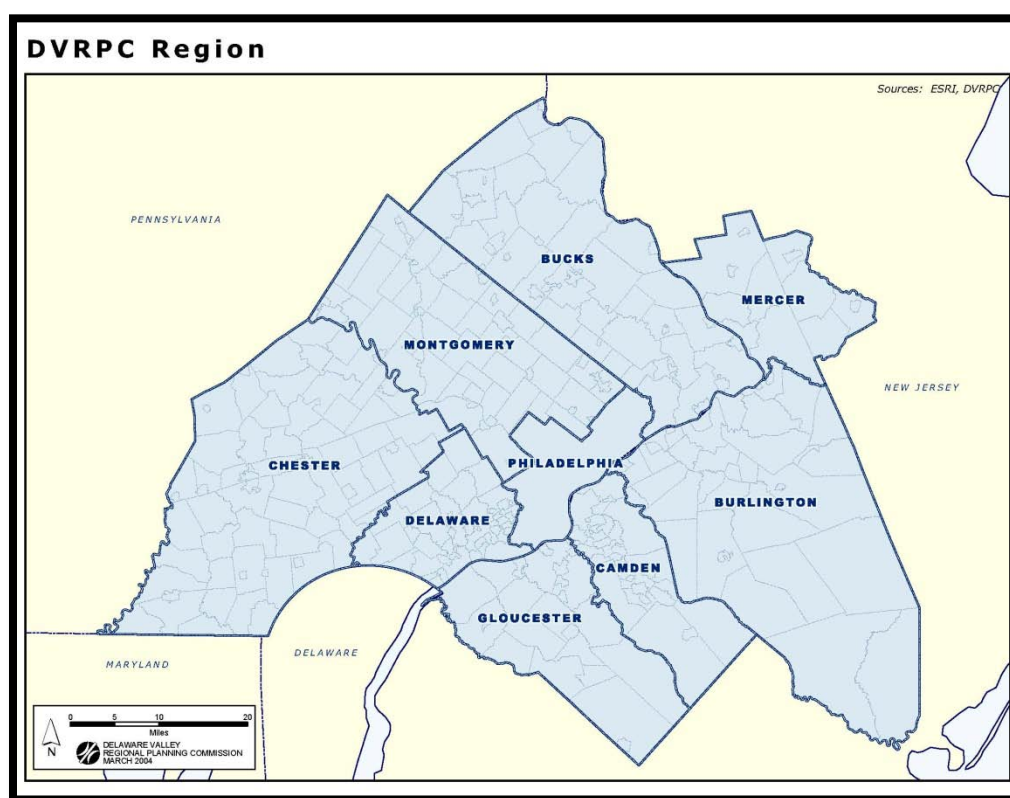 DVRPC Region
Sources: ESRI, DVRPC
PENNSYLVANIA
BUCKS
MERCER
MONTGOMERY
NEW JERSEY
CHESTER
PHILADELPHIA
BURLINGTON
DELAWARE
CAMDEN
GLOUCESTER
DELAWARE
MARYLAND
0 5 10 20
Miles
N
DELAWARE VALLEY
REGIONAL PLANNING COMMISSION
MARCH 2004